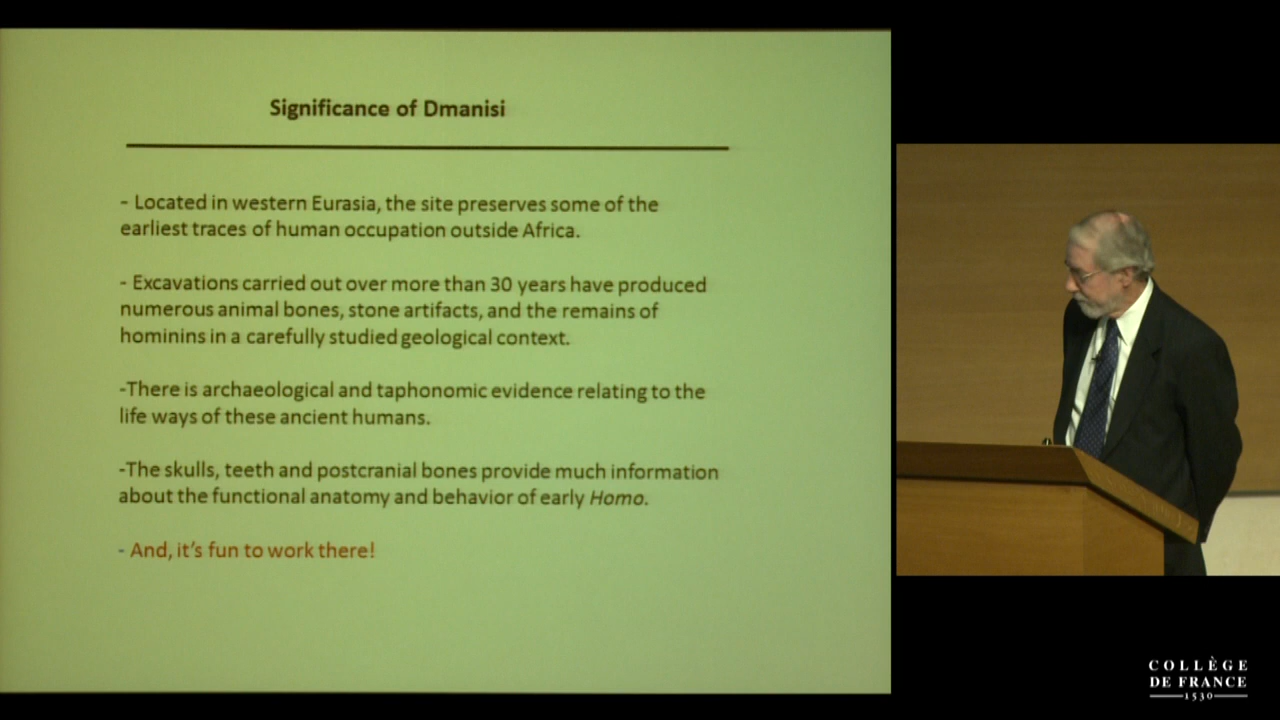 Significance of Dmanisi
- Located in western Eurasia, the site preserves some of the
earliest traces of human occupation outside Africa.
- Excavations carried out over more than 30 years have produced
numerous animal bones, stone artifacts, and the remains of
hominins in a carefully studied geological context.
-There is archaeological and taphonomic evidence relating to the
life ways of these ancient humans.
-The skulls, teeth and postcranial bones provide much information
about the functional anatomy and behavior of early Homo.
- And, it's fun to work there!
COLLÈGE
DE FRANCE
1530